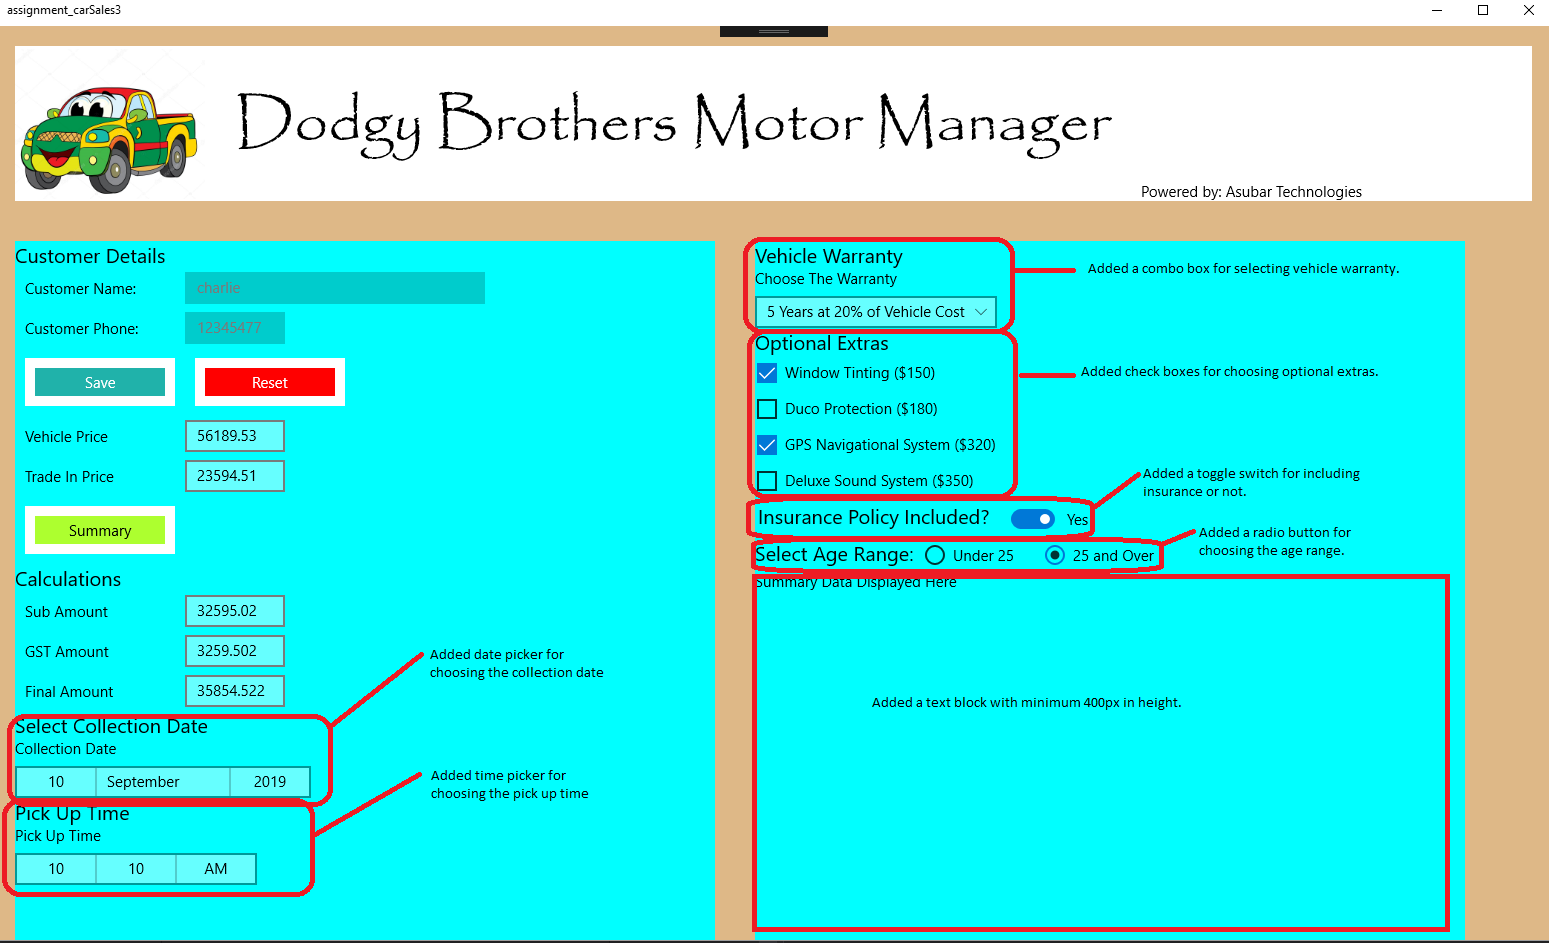 assignment_carSales3
Dodgy Brothers Motor Manager
Powered by: Asubar Technologies
Customer Details
Customer Name:
charlie
Customer Phone:
12345477
Save
Reset
Vehicle Price
56189.53
Trade In Price
23594.51
Summary
Calculations
Sub Amount
32595.02
GST Amount
3259.502
Final Amount
35854.522
Added date picker for
choosing the collection date
Select Collection Date
Collection Date
10 September 2019
Added time picker for
choosing the pick up time
Pick Up Time
Pick Up Time
10 10 AM
Vehicle Warranty
Choose The Warranty
5 Years at 20% of Vehicle Cost
Added a combo box for selecting vehicle warranty.
Optional Extras
Window Tinting ($150)
Duco Protection ($180)
GPS Navigational System ($320)
Deluxe Sound System ($350)
Added check boxes for choosing optional extras.
Added a toggle switch for including
insurance or not.
Insurance Policy Included?
Yes
Added a radio button for
choosing the age range.
Select Age Range:
Under 25
25 and Over
Summary Data Displayed Here
Added a text block with minimum 400px in height.